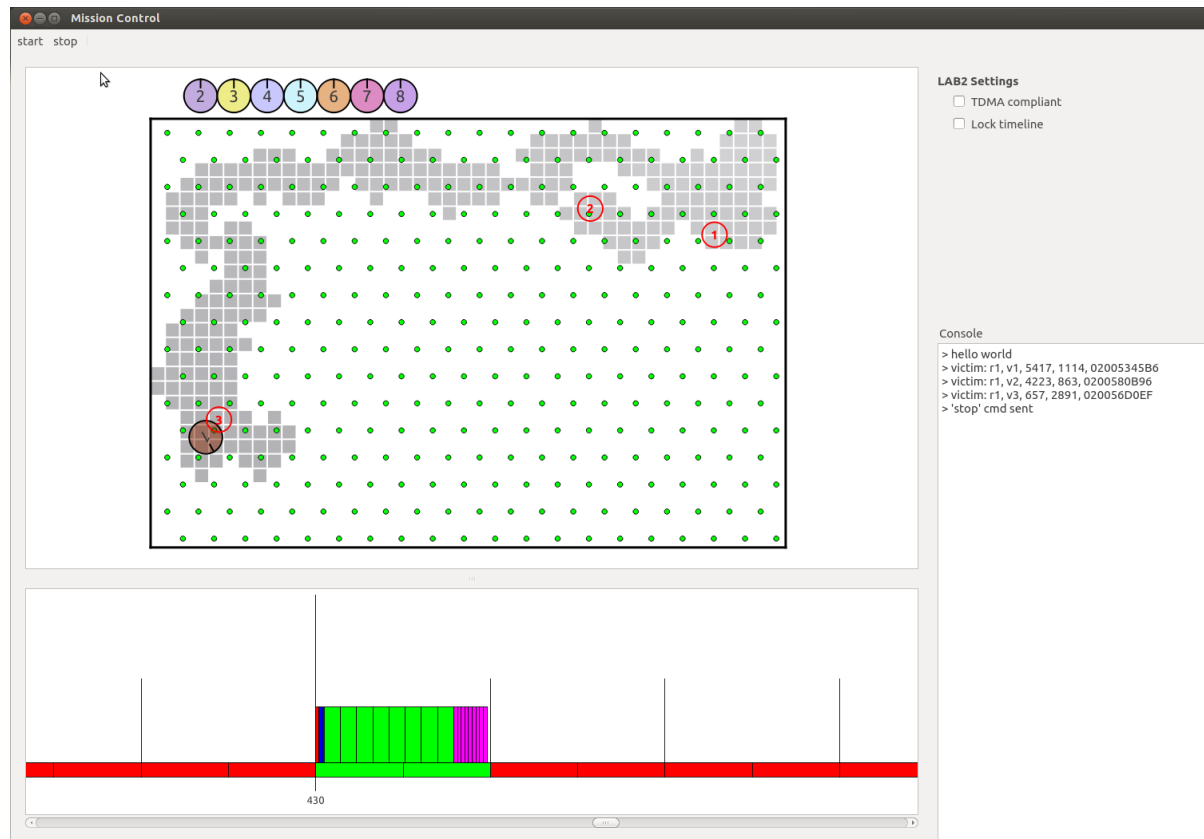 Mission Control
start stop
2 3 4 5 6 7 8
LAB2 Settings
TDMA compliant
Lock timeline
2
1
3
Console
> hello world
> victim: r1, v1, 5417, 1114, 02005345B6
> victim: r1, v2, 4223, 863, 0200580B96
> victim: r1, v3, 657, 2891, 020056D0EF
> 'stop' cmd sent
430